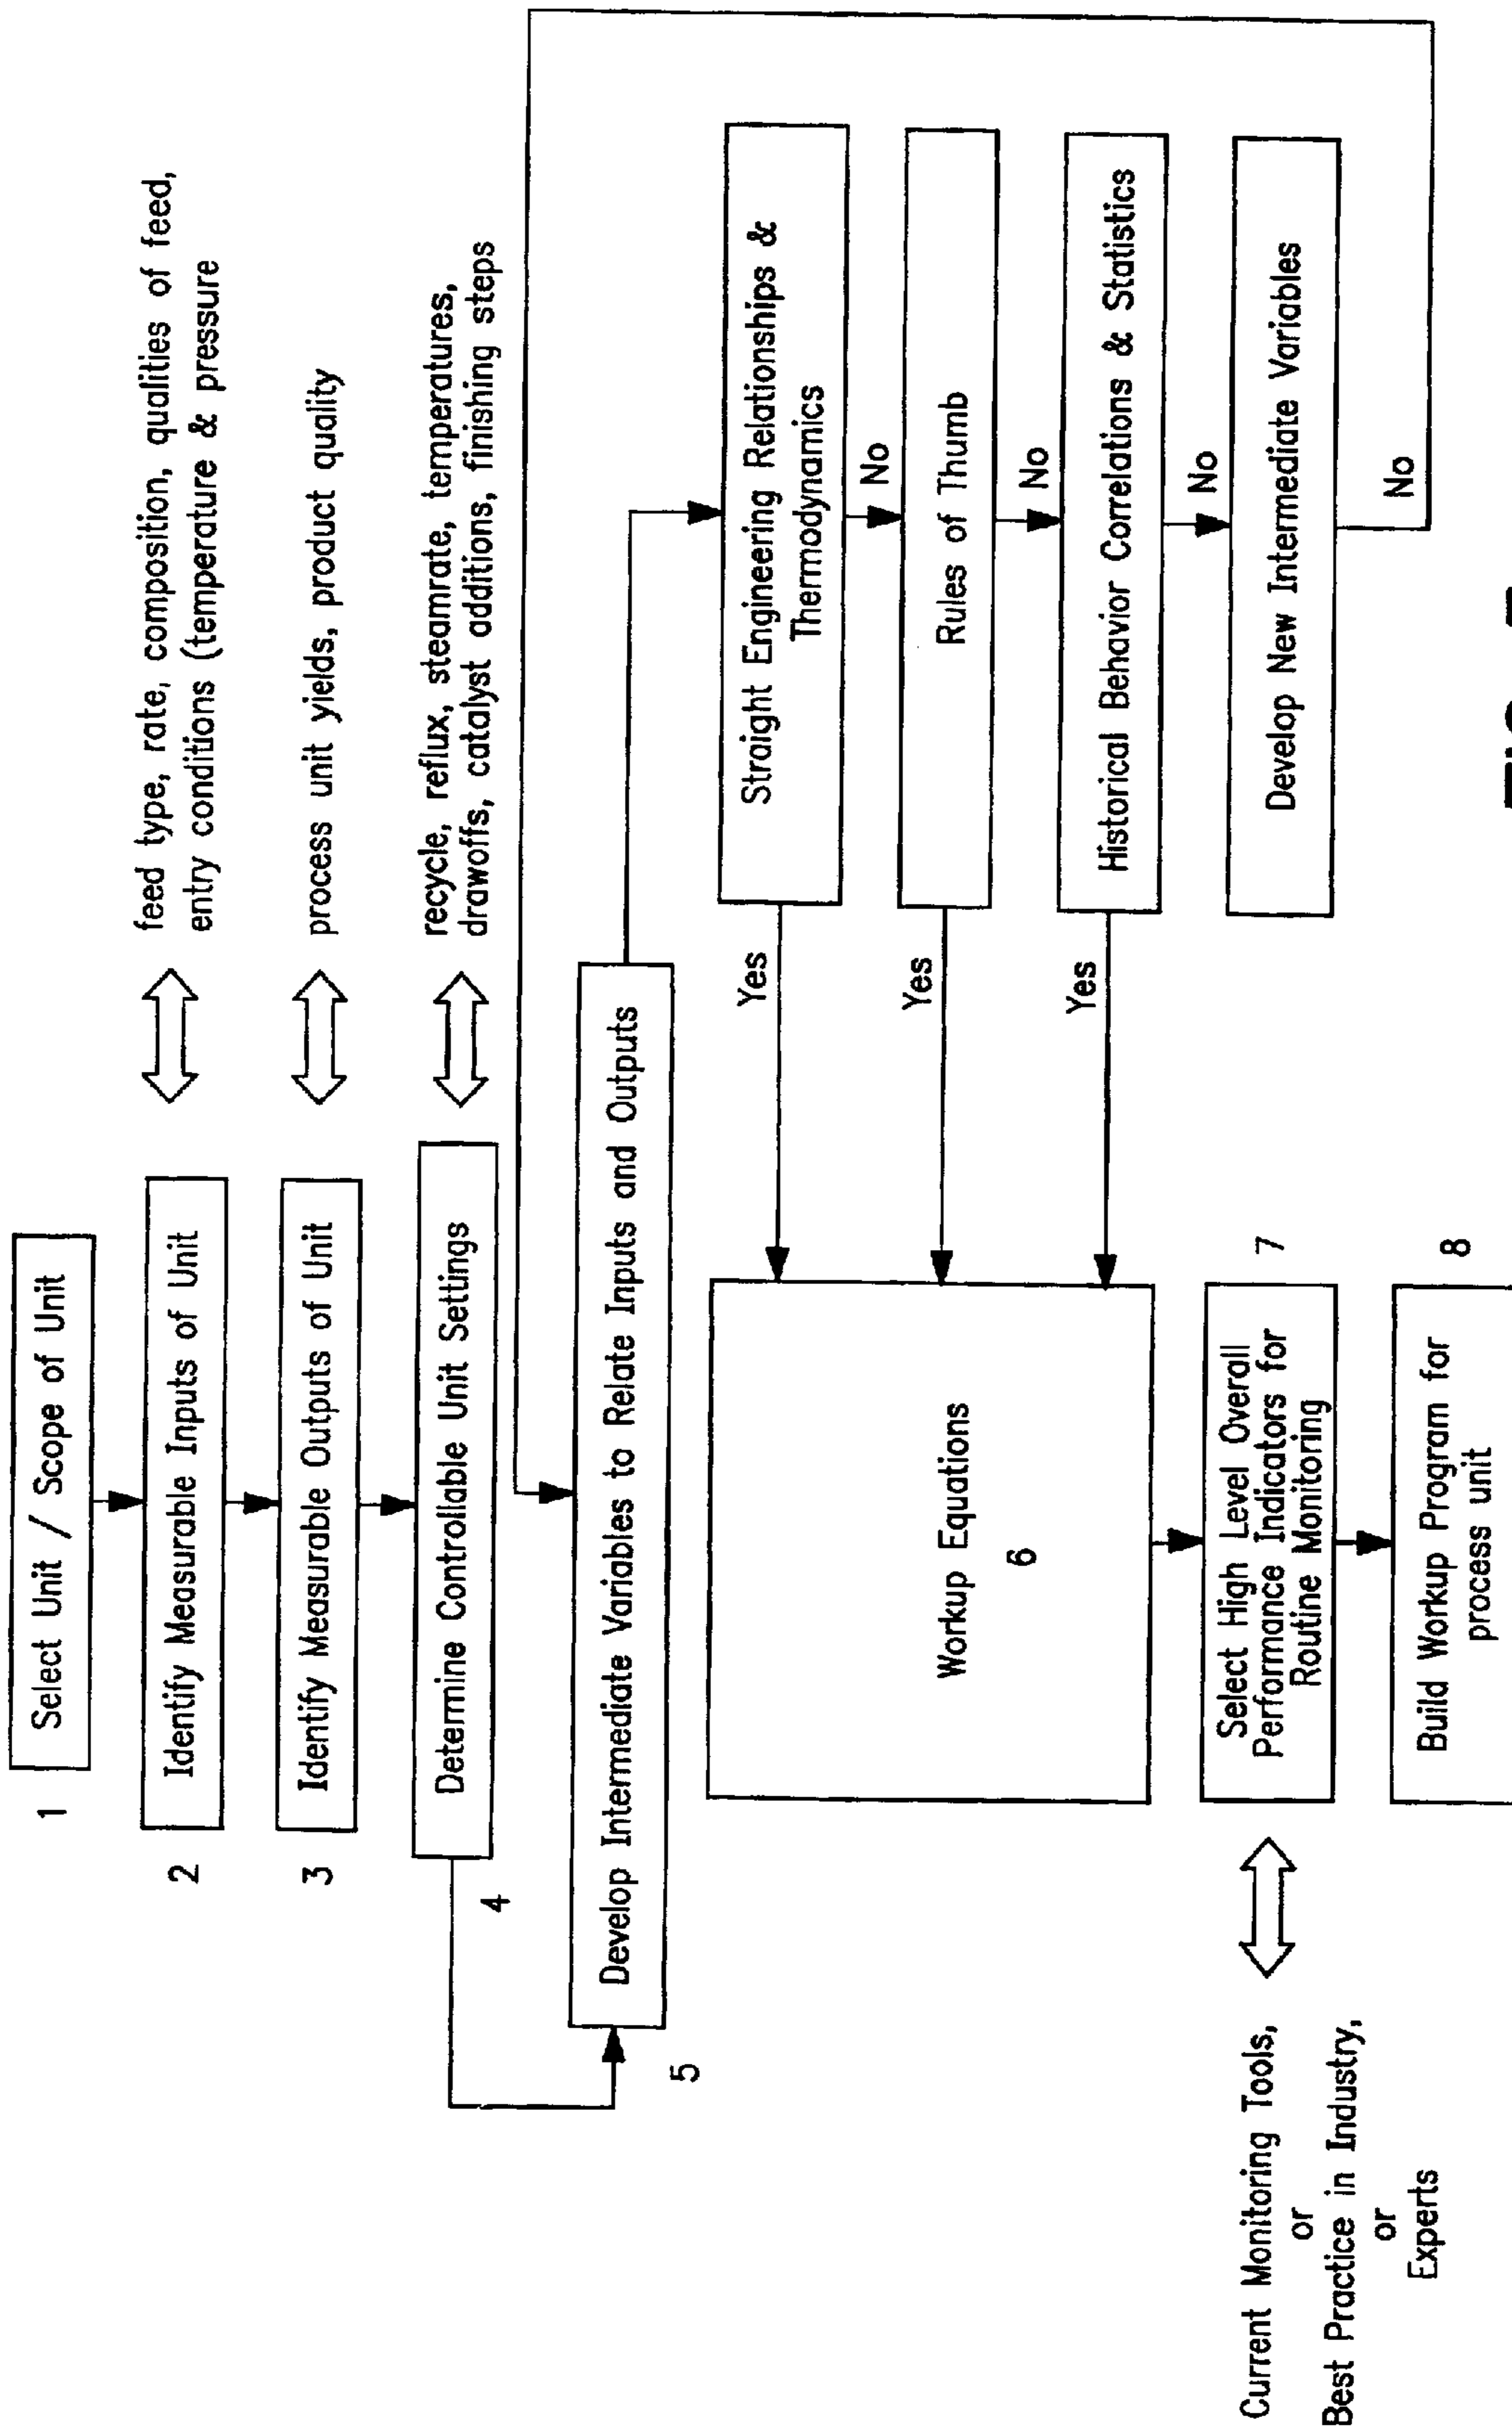 1
Select Unit / Scope of Unit
2
Identify Measurable Inputs of Unit
feed type, rate, composition, qualities of feed,
entry conditions (temperature & pressure
3
Identify Measurable Outputs of Unit
process unit yields, product quality
4
Determine Controllable Unit Settings
recycle, reflux, steamrate, temperatures,
drawoffs, catalyst additions, finishing steps
5
Develop Intermediate Variables to Relate Inputs and Outputs
Straight Engineering Relationships &
Thermodynamics
Yes
No
Rules of Thumb
Yes
No
Historical Behavior Correlations & Statistics
Yes
No
Develop New Intermediate Variables
No
Workup Equations
6
Current Monitoring Tools,
or
Best Practice in Industry,
or
Experts
Select High Level Overall
Performance Indicators for
Routine Monitoring
7
Build Workup Program for
process unit
8